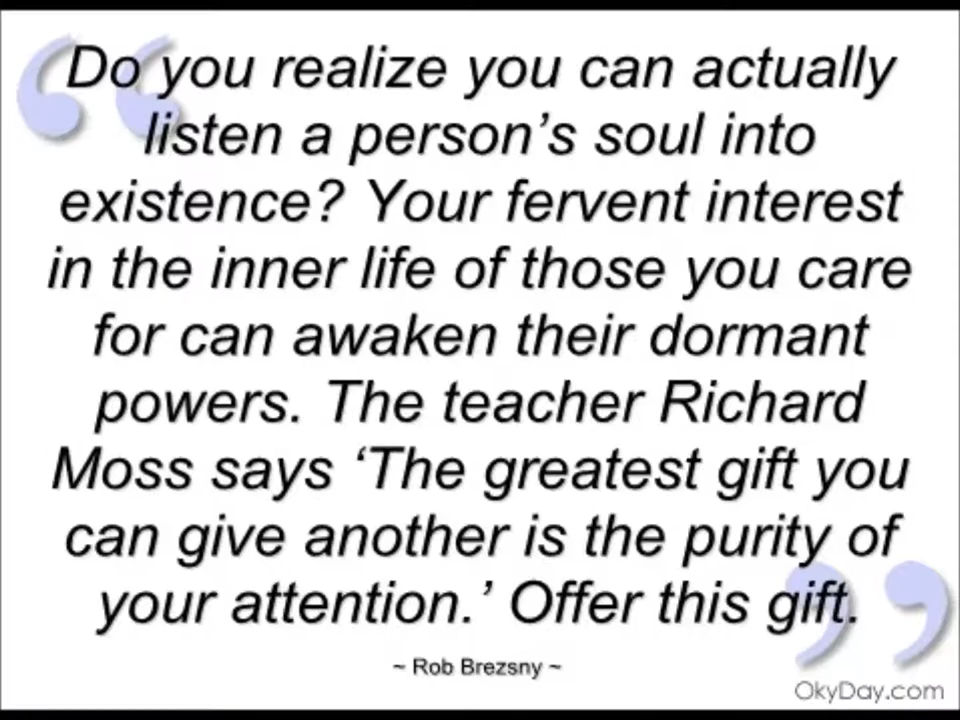 Do you realize you can actually
listen a person’s soul into
existence? Your fervent interest
in the inner life of those you care
for can awaken their dormant
powers. The teacher Richard
Moss says ‘The greatest gift you
can give another is the purity of
your attention.’ Offer this gift.
~ Rob Brezsny ~
OkyDay.com